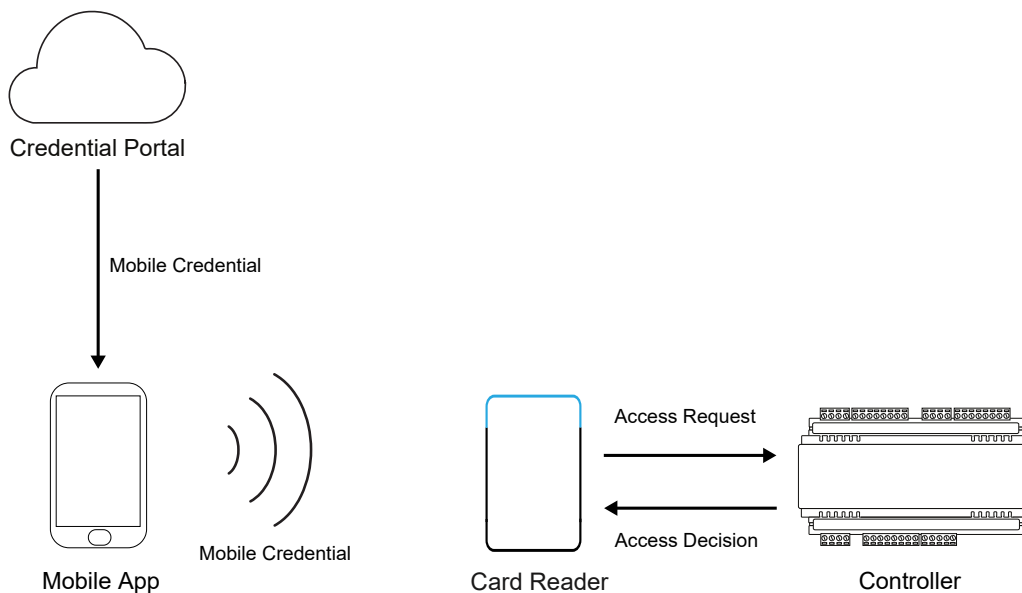 Credential Portal
Mobile Credential
Access Request
Access Decision
Mobile Credential
Mobile App
Card Reader
Controller